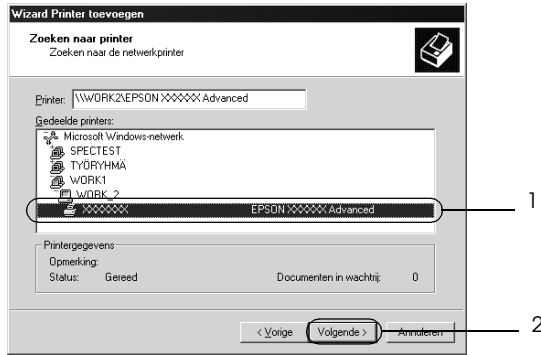 Wizard Printer toevoegen
Zoeken naar printer
Zoeken naar de netwerkprinter
Printer: \\WORK2\EPSON XXXXXX Advanced
Gedeelde printers:
Microsoft Windows-netwerk
SPECTEST
TYÖRYHMÄ
WORK1
WORK_2
XXXXXXX EPSON XXXXXX Advanced
1
Printergegevens
Opmerking:
Status: Gereed Documenten in wachtrij: 0
< Vorige Volgende > Annuleren
2